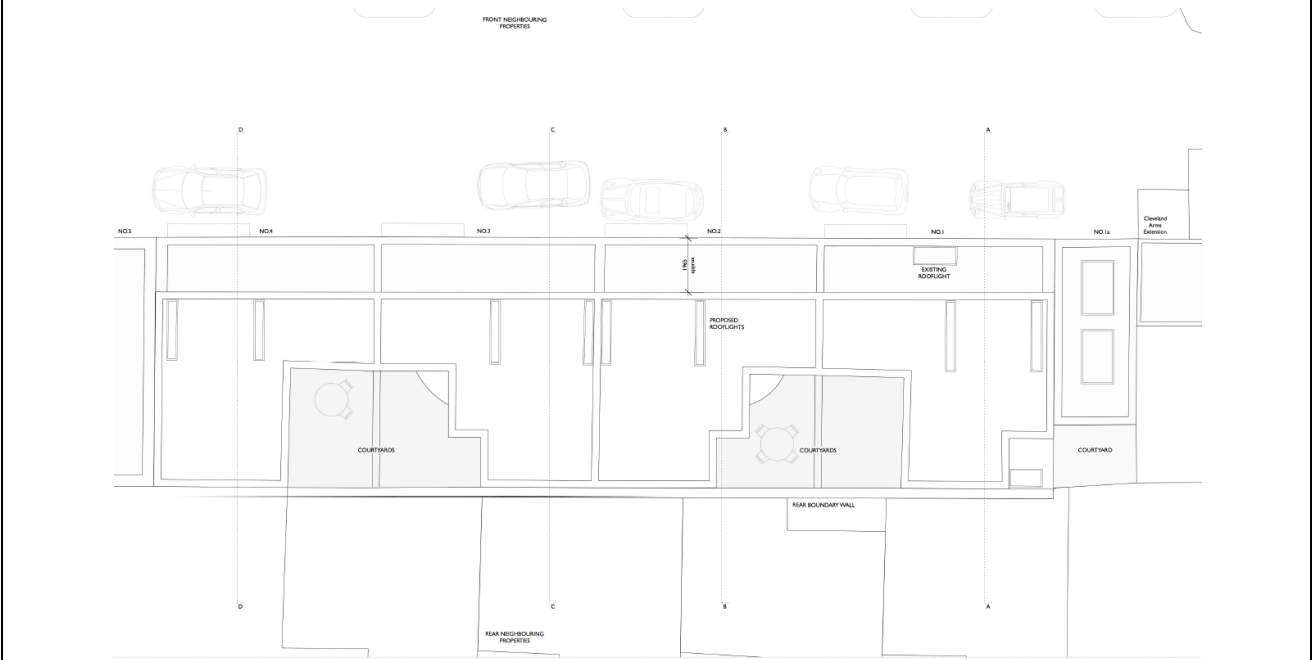 FRONT NEIGHBOURING
PROPERTIES
D
C
B
A
Cleveland
Arms
Extension
NO.5
NO.4
NO.3
NO.2
NO.1
NO.1a
1965
approx
EXISTING
ROOFLIGHT
PROPOSED
ROOFLIGHTS
COURTYARDS
COURTYARDS
COURTYARD
REAR BOUNDARY WALL
D
C
B
A
REAR NEIGHBOURING
PROPERTIES